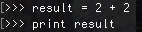 [>>> result = 2 + 2
[>>> print result